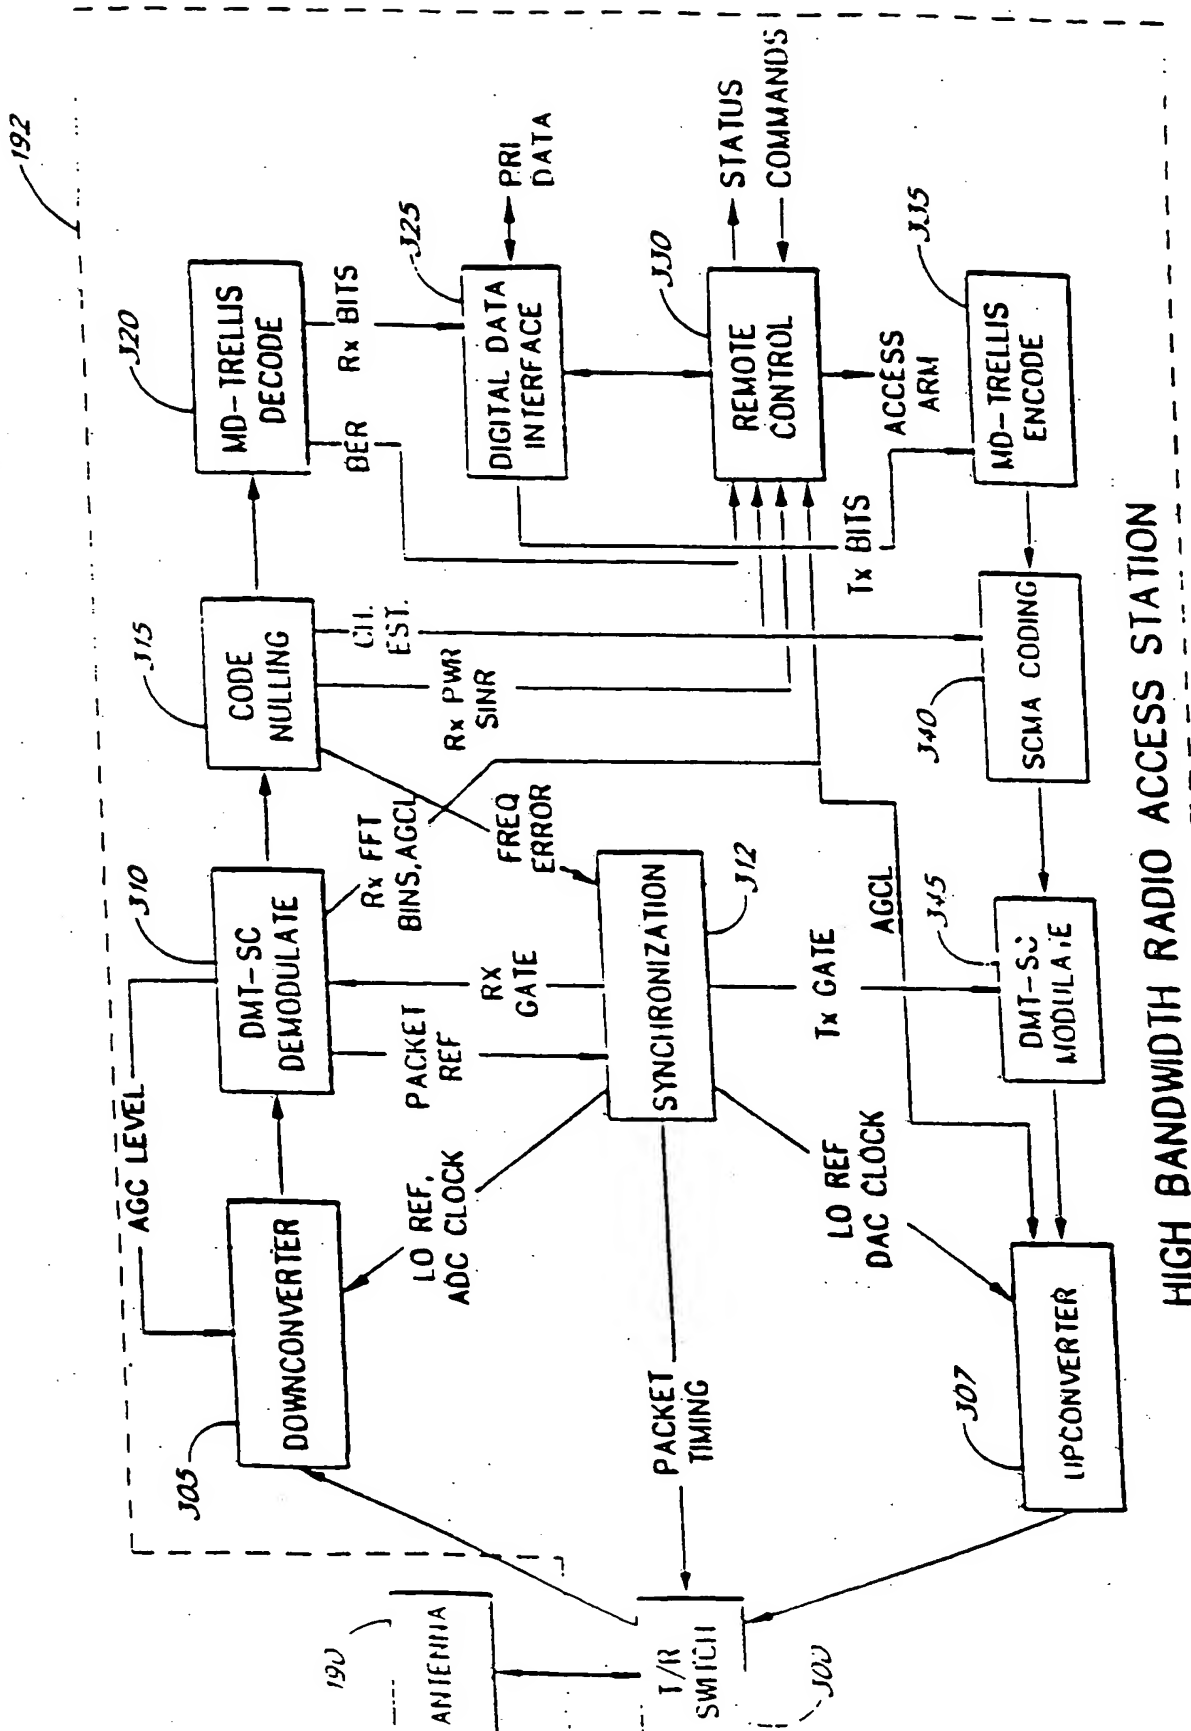 192
AGC LEVEL
305
DOWNCONVERTER
310
DMT-SC
DEMODULATE
315
CODE
NULLING
320
MD-TRELLIS
DECODE
190
ANTENNA
LO REF,
ADC CLOCK
PACKET
REF
RX
GATE
Rx FFT
BINS, AGCL
FREQ
ERROR
Rx PWR
SINR
CH.
EST.
BER
Rx BITS
325
DIGITAL DATA
INTERFACE
PRI
DATA
T/R
SWITCH
300
PACKET
TIMING
SYNCHRONIZATION
312
330
REMOTE
CONTROL
STATUS
COMMANDS
LO REF
DAC CLOCK
Tx GATE
AGCL
Tx BITS
ACCESS
ARM
307
UPCONVERTER
345
DMT-SC
MODULATE
340
SCMA CODING
335
MD-TRELLIS
ENCODE
HIGH BANDWIDTH RADIO ACCESS STATION